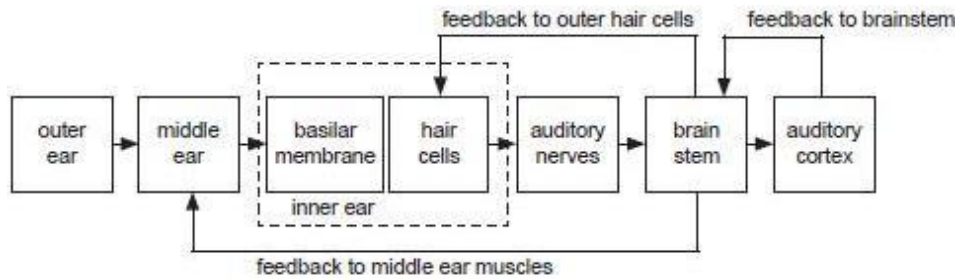 feedback to outer hair cells
feedback to brainstem
outer
ear
middle
ear
basilar
membrane
hair
cells
auditory
nerves
brain
stem
auditory
cortex
inner ear
feedback to middle ear muscles